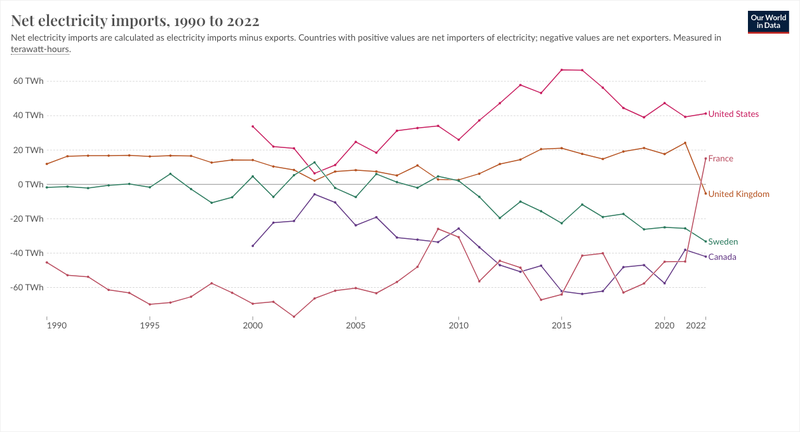 Net electricity imports, 1990 to 2022
Our World
in Data
Net electricity imports are calculated as electricity imports minus exports. Countries with positive values are net importers of electricity; negative values are net exporters. Measured in
terawatt-hours.
60 TWh
40 TWh
20 TWh
0 TWh
-20 TWh
-40 TWh
-60 TWh
United States
France
United Kingdom
Sweden
Canada
1990 1995 2000 2005 2010 2015 2020 2022